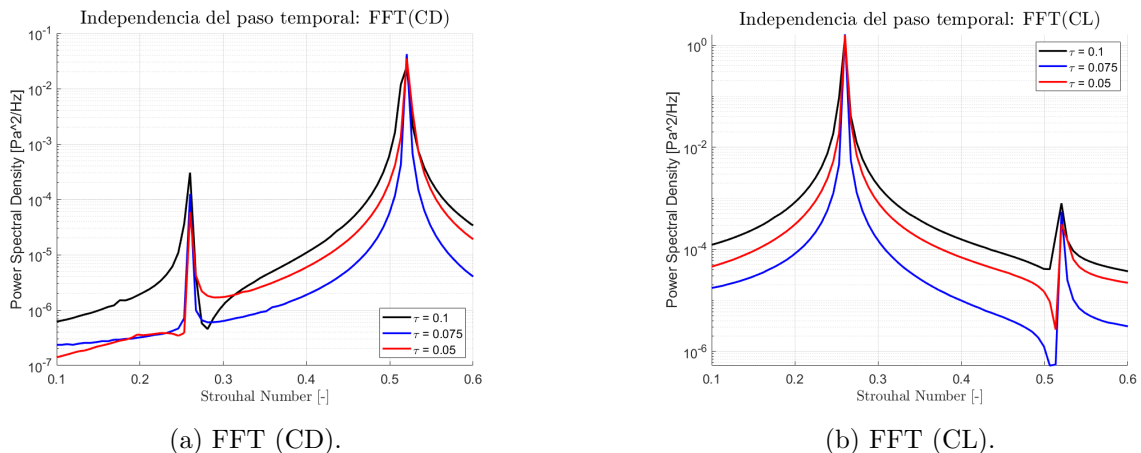 Independencia del paso temporal: FFT(CD)
Power Spectral Density [Pa^2/Hz]
10^-1
10^-2
10^-3
10^-4
10^-5
10^-6
10^-7
τ = 0.1
τ = 0.075
τ = 0.05
0.1 0.2 0.3 0.4 0.5 0.6
Strouhal Number [-]
(a) FFT (CD).
Independencia del paso temporal: FFT(CL)
Power Spectral Density [Pa^2/Hz]
10^0
10^-2
10^-4
10^-6
τ = 0.1
τ = 0.075
τ = 0.05
0.1 0.2 0.3 0.4 0.5 0.6
Strouhal Number [-]
(b) FFT (CL).